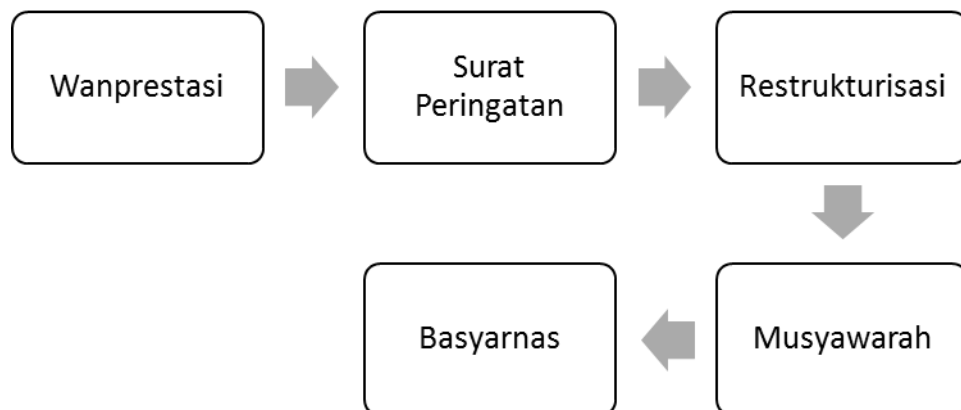 Wanprestasi
Surat
Peringatan
Restrukturisasi
Musyawarah
Basyarnas